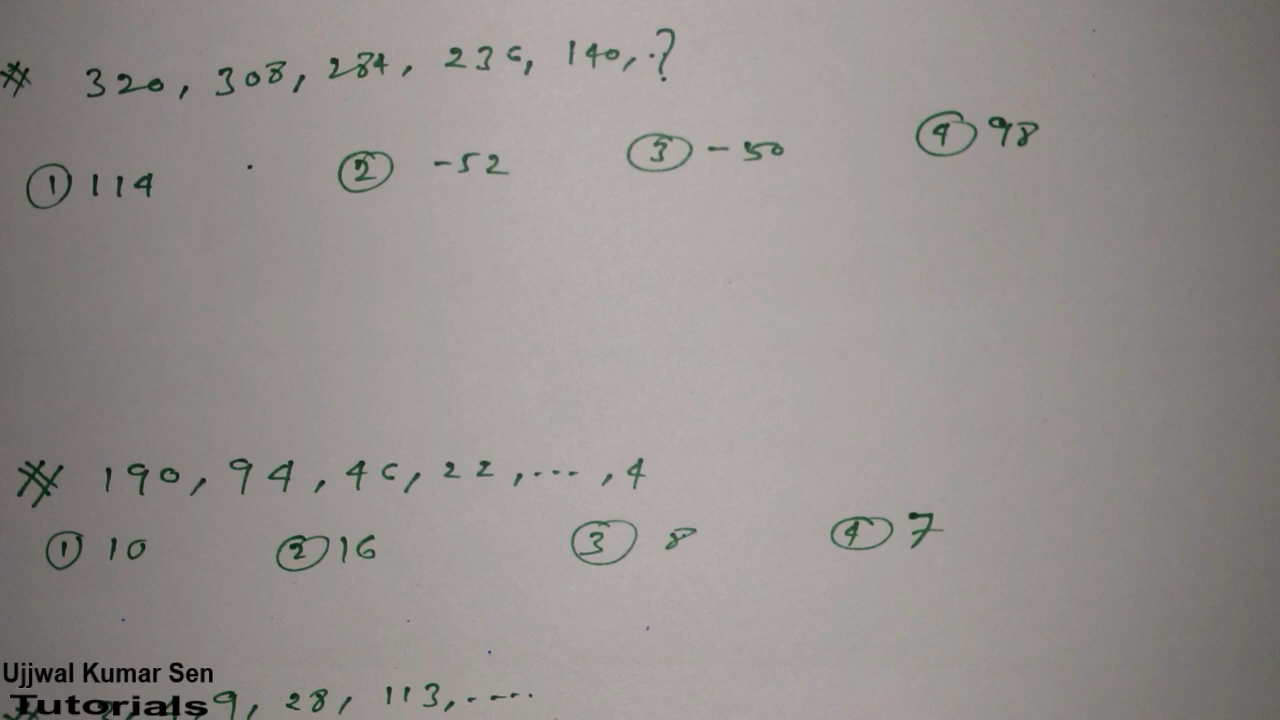 * 320, 308, 284, 236, 140, ?
① 114 ② -52 ③ -50 ④ 98
* 190, 94, 46, 22, ..., 4
① 10 ② 16 ③ 8 ④ 7
Ujjwal Kumar Sen
Tutorials
9, 28, 113, .....